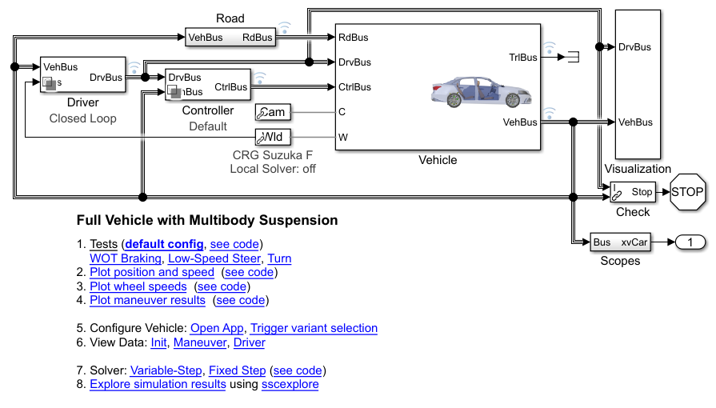 Road
VehBus RdBus
RdBus
DrvBus
CtrlBus
C
W
TrlBus
VehBus
Vehicle
VehBus
s
DrvBus
Driver
Closed Loop
DrvBus
hBus
CtrlBus
Controller
Default
Cam
Wld
CRG Suzuka F
Local Solver: off
DrvBus
VehBus
Visualization
I
Stop
Check
STOP
Bus xvCar
Scopes
1
Full Vehicle with Multibody Suspension
1. Tests (default config, see code)
WOT Braking, Low-Speed Steer, Turn
2. Plot position and speed (see code)
3. Plot wheel speeds (see code)
4. Plot maneuver results (see code)
5. Configure Vehicle: Open App, Trigger variant selection
6. View Data: Init, Maneuver, Driver
7. Solver: Variable-Step, Fixed Step (see code)
8. Explore simulation results using sscexplore